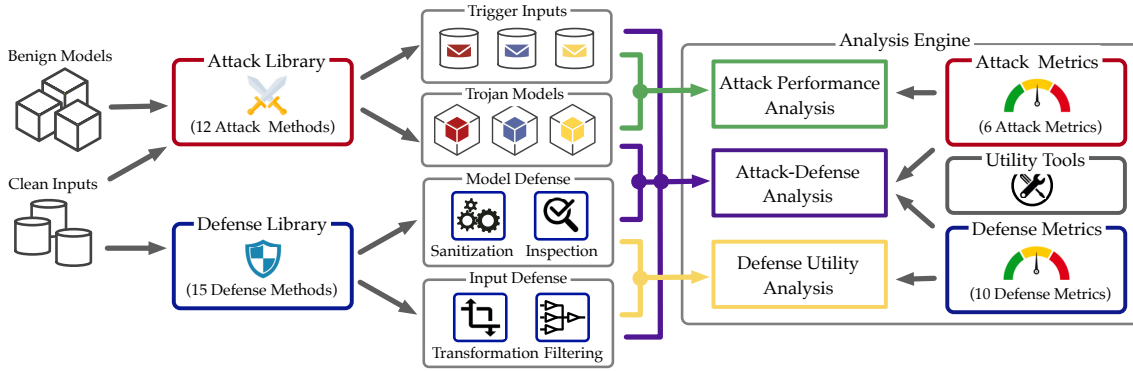 Benign Models
Clean Inputs
Attack Library
(12 Attack Methods)
Defense Library
(15 Defense Methods)
Trigger Inputs
Trojan Models
Model Defense
Sanitization
Inspection
Input Defense
Transformation
Filtering
Analysis Engine
Attack Performance
Analysis
Attack-Defense
Analysis
Defense Utility
Analysis
Attack Metrics
(6 Attack Metrics)
Utility Tools
Defense Metrics
(10 Defense Metrics)